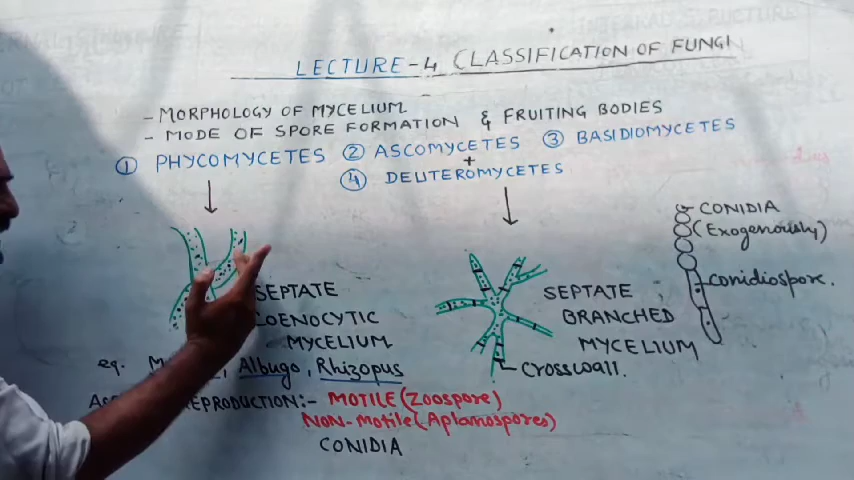 LECTURE-4 CLASSIFICATION OF FUNGI
- MORPHOLOGY OF MYCELIUM
- MODE OF SPORE FORMATION & FRUITING BODIES
① PHYCOMYCETES ② ASCOMYCETES ③ BASIDIOMYCETES
+
④ DEUTEROMYCETES
SEPTATE
COENOCYTIC
MYCELIUM
eg. Albugo, Rhizopus
REPRODUCTION:- MOTILE (Zoospore)
NON-Motile (Aplanospores)
CONIDIA
SEPTATE,
BRANCHED
MYCELIUM
Crosswall.
CONIDIA
(Exogenously)
Conidiospore.